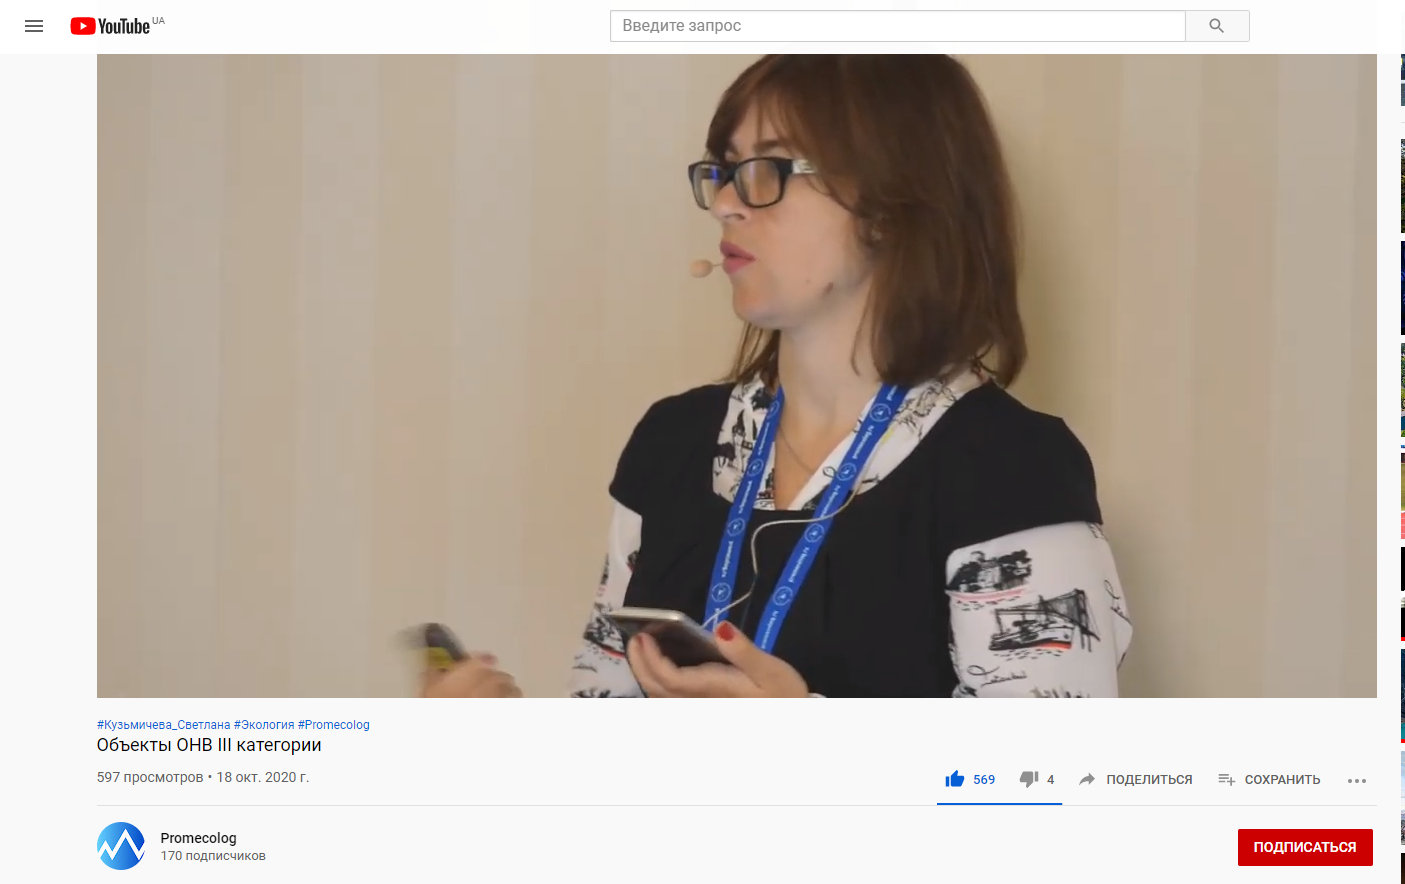 YouTube UA
Введите запрос
#Кузьмичева_Светлана #Экология #Promecolog
Объекты ОНВ III категории
597 просмотров • 18 окт. 2020 г.
569
4
ПОДЕЛИТЬСЯ
СОХРАНИТЬ
Promecolog
170 подписчиков
ПОДПИСАТЬСЯ